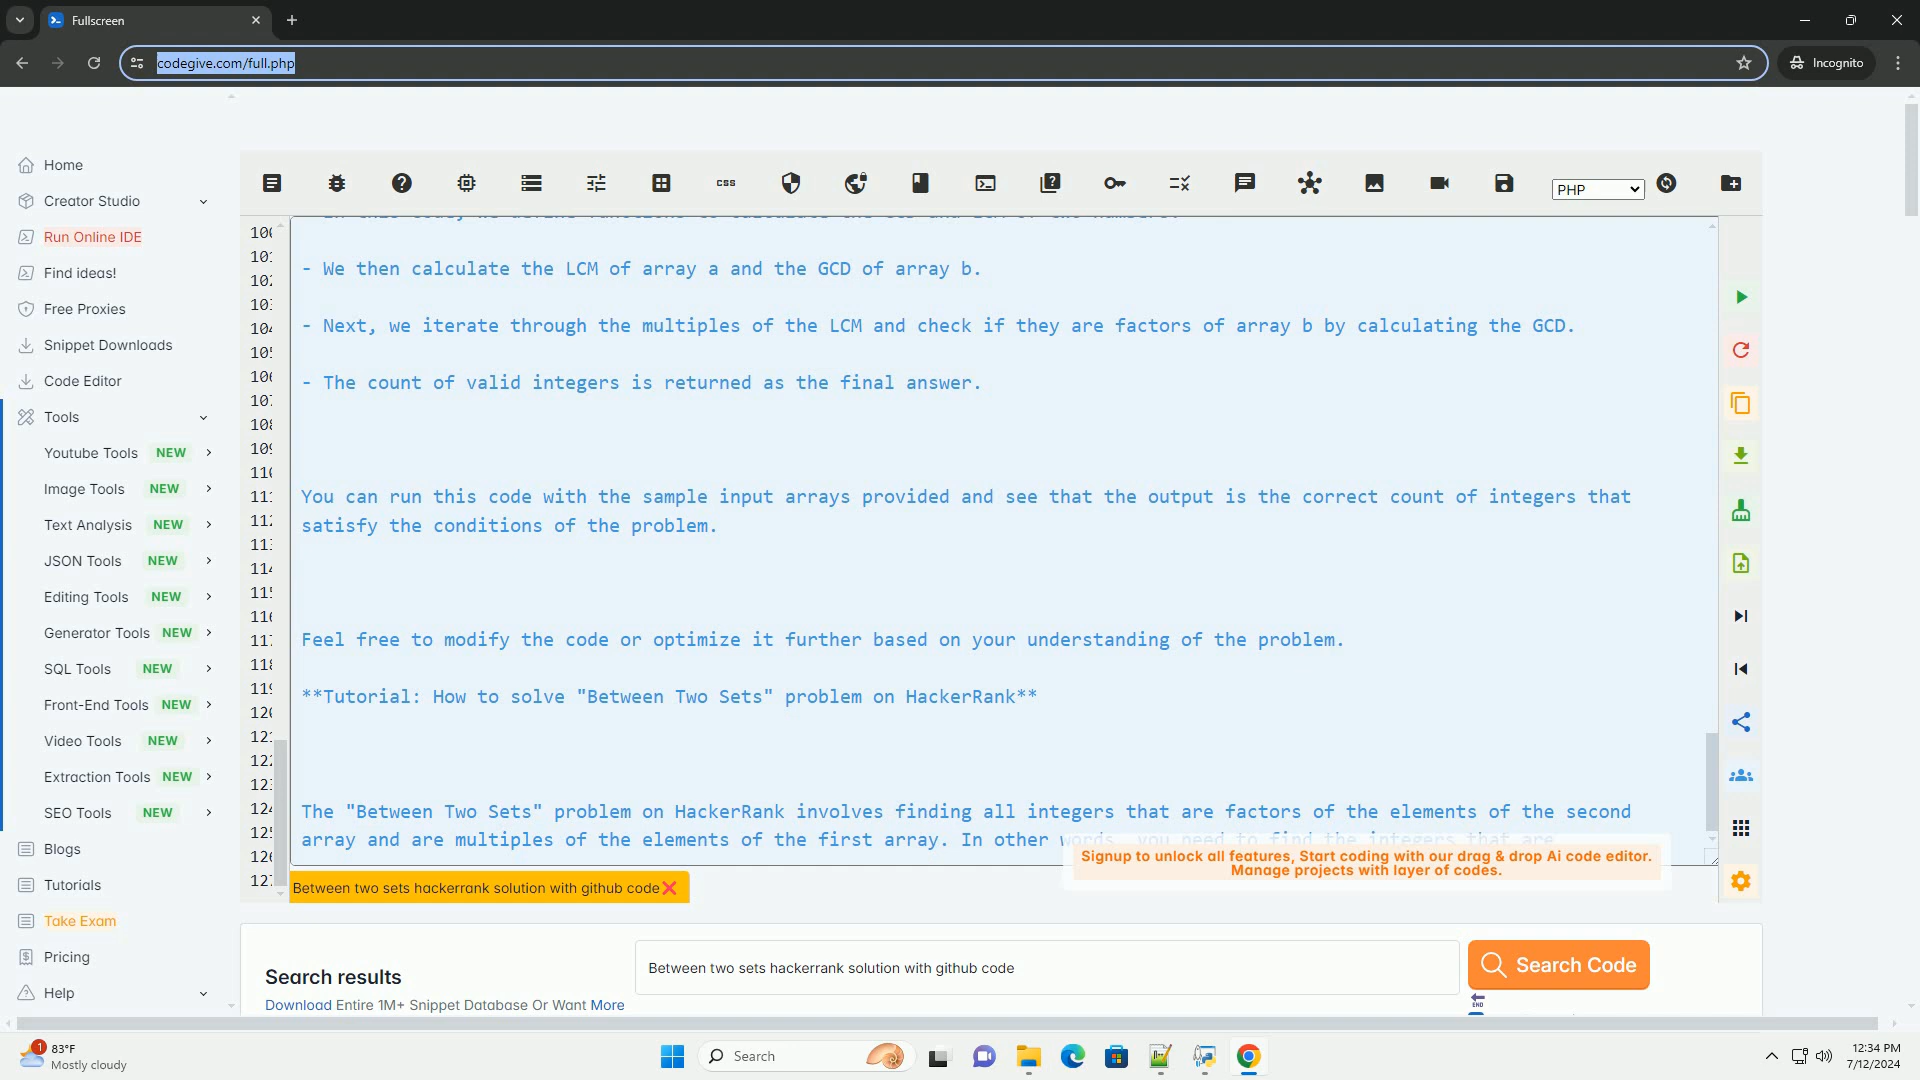 Fullscreen
codegive.com/full.php
Incognito
Home
Creator Studio
Run Online IDE
Find ideas!
Free Proxies
Snippet Downloads
Code Editor
Tools
Youtube Tools NEW
Image Tools NEW
Text Analysis NEW
JSON Tools NEW
Editing Tools NEW
Generator Tools NEW
SQL Tools NEW
Front-End Tools NEW
Video Tools NEW
Extraction Tools NEW
SEO Tools NEW
Blogs
Tutorials
Take Exam
Pricing
Help
CSS
PHP
- We then calculate the LCM of array a and the GCD of array b.
- Next, we iterate through the multiples of the LCM and check if they are factors of array b by calculating the GCD.
- The count of valid integers is returned as the final answer.
You can run this code with the sample input arrays provided and see that the output is the correct count of integers that
satisfy the conditions of the problem.
Feel free to modify the code or optimize it further based on your understanding of the problem.
**Tutorial: How to solve "Between Two Sets" problem on HackerRank**
The "Between Two Sets" problem on HackerRank involves finding all integers that are factors of the elements of the second
array and are multiples of the elements of the first array. In other words, you need to find the integers that are
Signup to unlock all features, Start coding with our drag & drop Ai code editor.
Manage projects with layer of codes.
Between two sets hackerrank solution with github code
Search results
Download Entire 1M+ Snippet Database Or Want More
Between two sets hackerrank solution with github code
Search Code
END
1
83°F
Mostly cloudy
Search
12:34 PM
7/12/2024